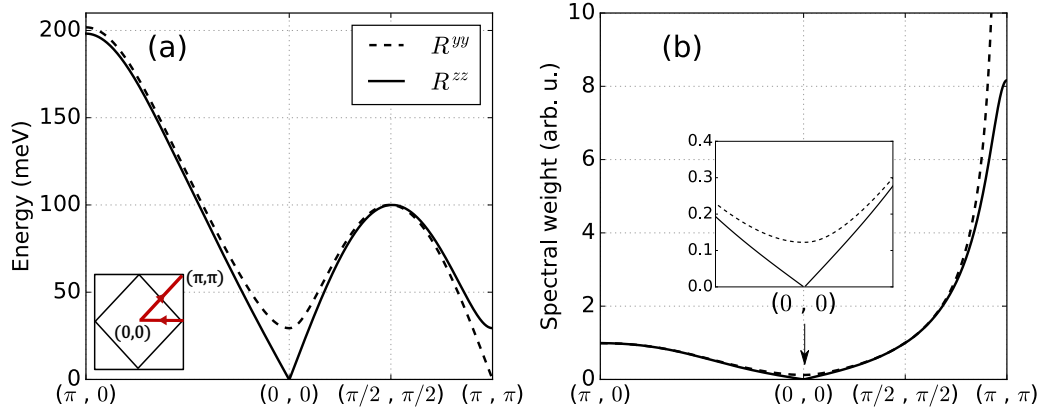 (a)
R^{yy}
R^{zz}
Energy (meV)
200
150
100
50
0
(π,π)
(0,0)
(π , 0)
(0 , 0)
(π/2 , π/2)
(π , π)
(b)
Spectral weight (arb. u.)
10
8
6
4
2
0
0.4
0.3
0.2
0.1
0.0
(0 , 0)
(π , 0)
(0 , 0)
(π/2 , π/2)
(π , π)